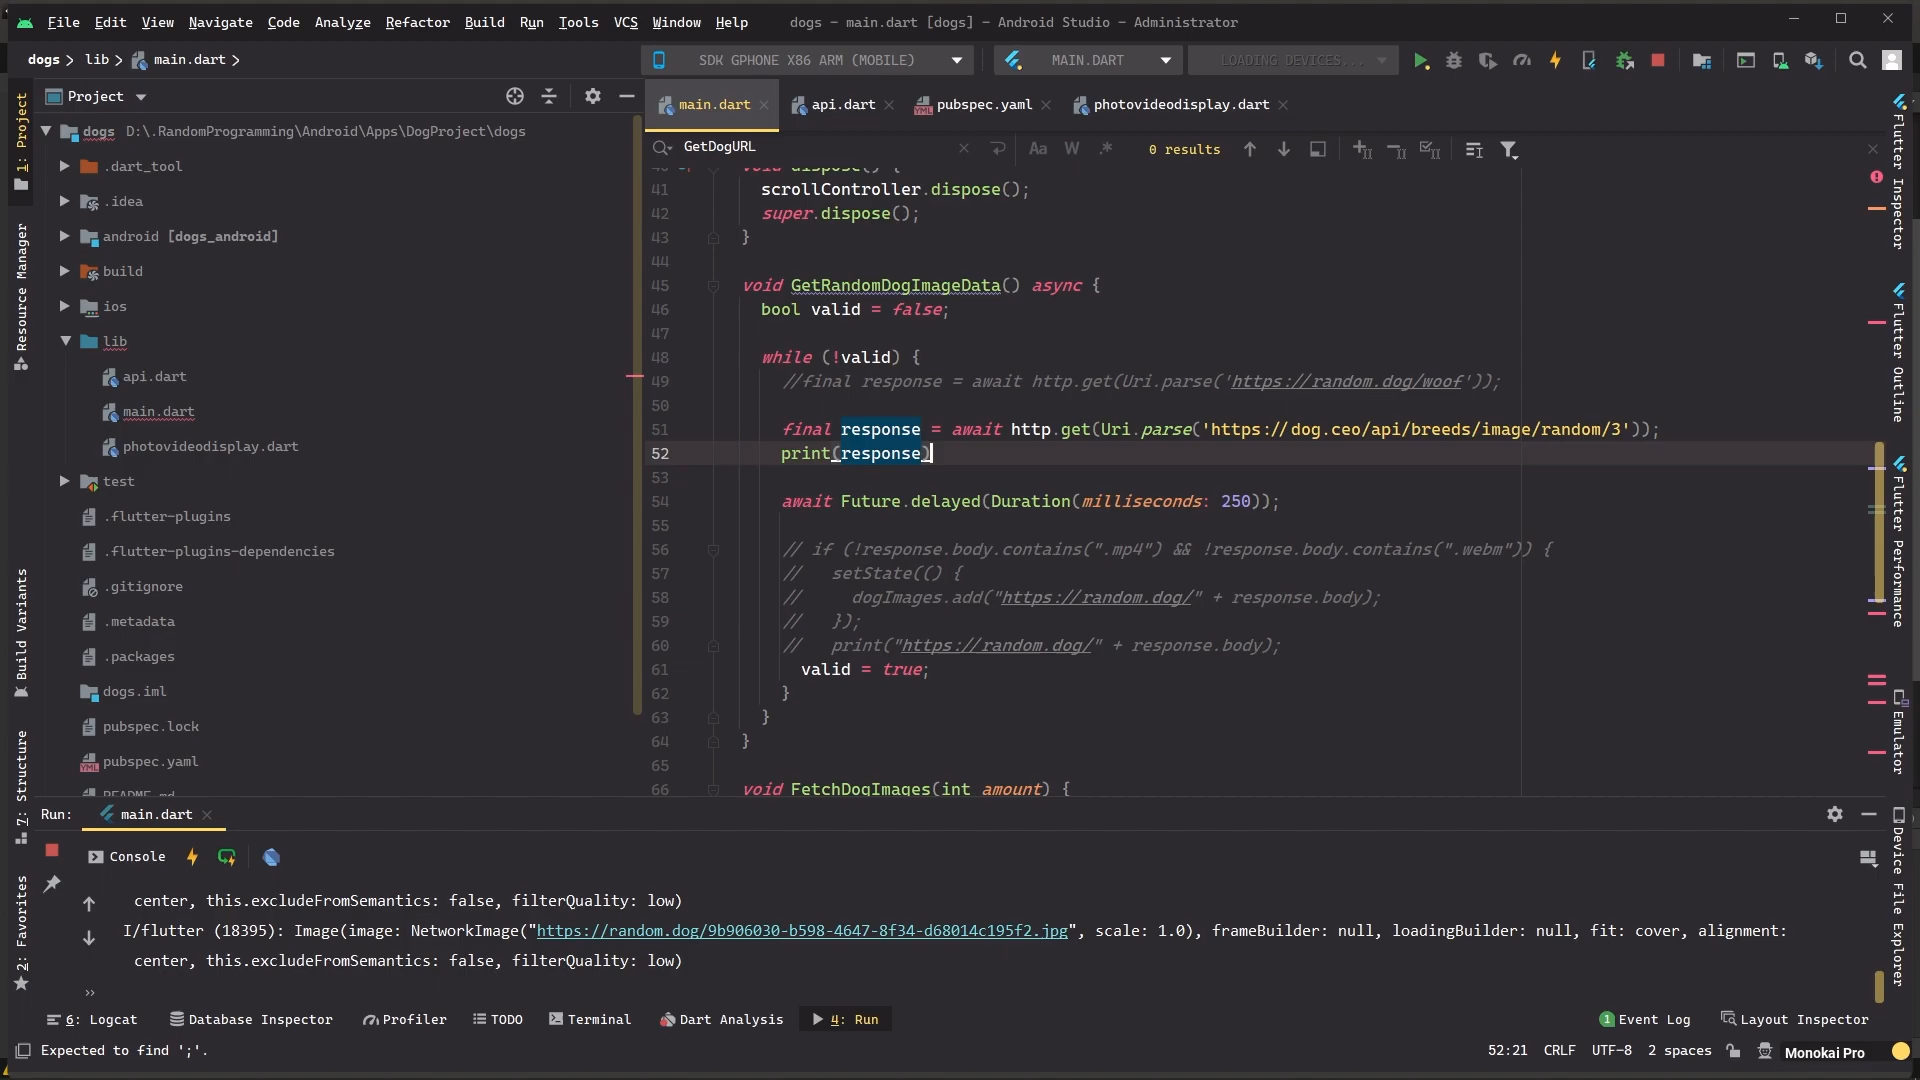 File Edit View Navigate Code Analyze Refactor Build Run Tools VCS Window Help dogs - main.dart [dogs] - Android Studio - Administrator
dogs lib main.dart SDK GPHONE X86 ARM (MOBILE) MAIN.DART LOADING DEVICES...
Project
main.dart api.dart pubspec.yaml photovideodisplay.dart
dogs D:\.RandomProgramming\Android\Apps\DogProject\dogs
.dart_tool
.idea
android [dogs_android]
build
ios
lib
api.dart
main.dart
photovideodisplay.dart
test
.flutter-plugins
.flutter-plugins-dependencies
.gitignore
.metadata
.packages
dogs.iml
pubspec.lock
pubspec.yaml
README.md
1: Project
Resource Manager
Build Variants
7: Structure
2: Favorites
GetDogURL Aa W .* 0 results
40 void dispose() {
41 scrollController.dispose();
42 super.dispose();
43 }
44
45 void GetRandomDogImageData() async {
46 bool valid = false;
47
48 while (!valid) {
49 //final response = await http.get(Uri.parse('https://random.dog/woof'));
50
51 final response = await http.get(Uri.parse('https://dog.ceo/api/breeds/image/random/3'));
52 print(response)
53
54 await Future.delayed(Duration(milliseconds: 250));
55
56 // if (!response.body.contains(".mp4") && !response.body.contains(".webm")) {
57 // setState(() {
58 // dogImages.add("https://random.dog/" + response.body);
59 // });
60 // print("https://random.dog/" + response.body);
61 valid = true;
62 }
63 }
64 }
65
66 void FetchDogImages(int amount) {
Flutter Inspector
Flutter Outline
Flutter Performance
Emulator
Device File Explorer
Run: main.dart
Console
center, this.excludeFromSemantics: false, filterQuality: low)
I/flutter (18395): Image(image: NetworkImage("https://random.dog/9b906030-b598-4647-8f34-d68014c195f2.jpg", scale: 1.0), frameBuilder: null, loadingBuilder: null, fit: cover, alignment:
center, this.excludeFromSemantics: false, filterQuality: low)
6: Logcat Database Inspector Profiler TODO Terminal Dart Analysis 4: Run 1 Event Log Layout Inspector
Expected to find ';'. 52:21 CRLF UTF-8 2 spaces Monokai Pro